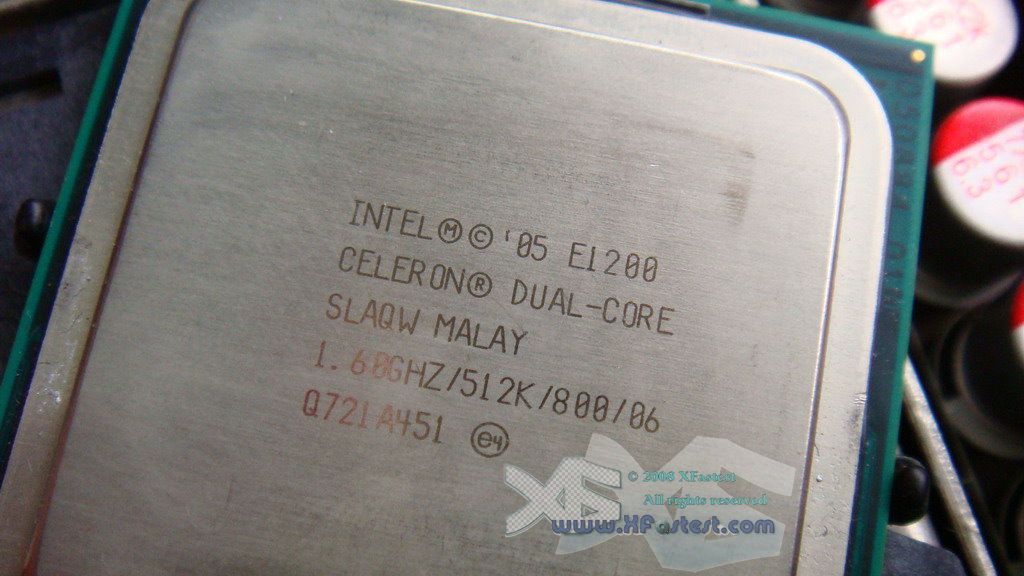 INTEL Ⓜ © '05 E1200
CELERON® DUAL-CORE
SLAQW MALAY
1.60GHZ/512K/800/06
Q721A451 e4
© 2008 XFastest
All rights reserved
www.XFastest.com